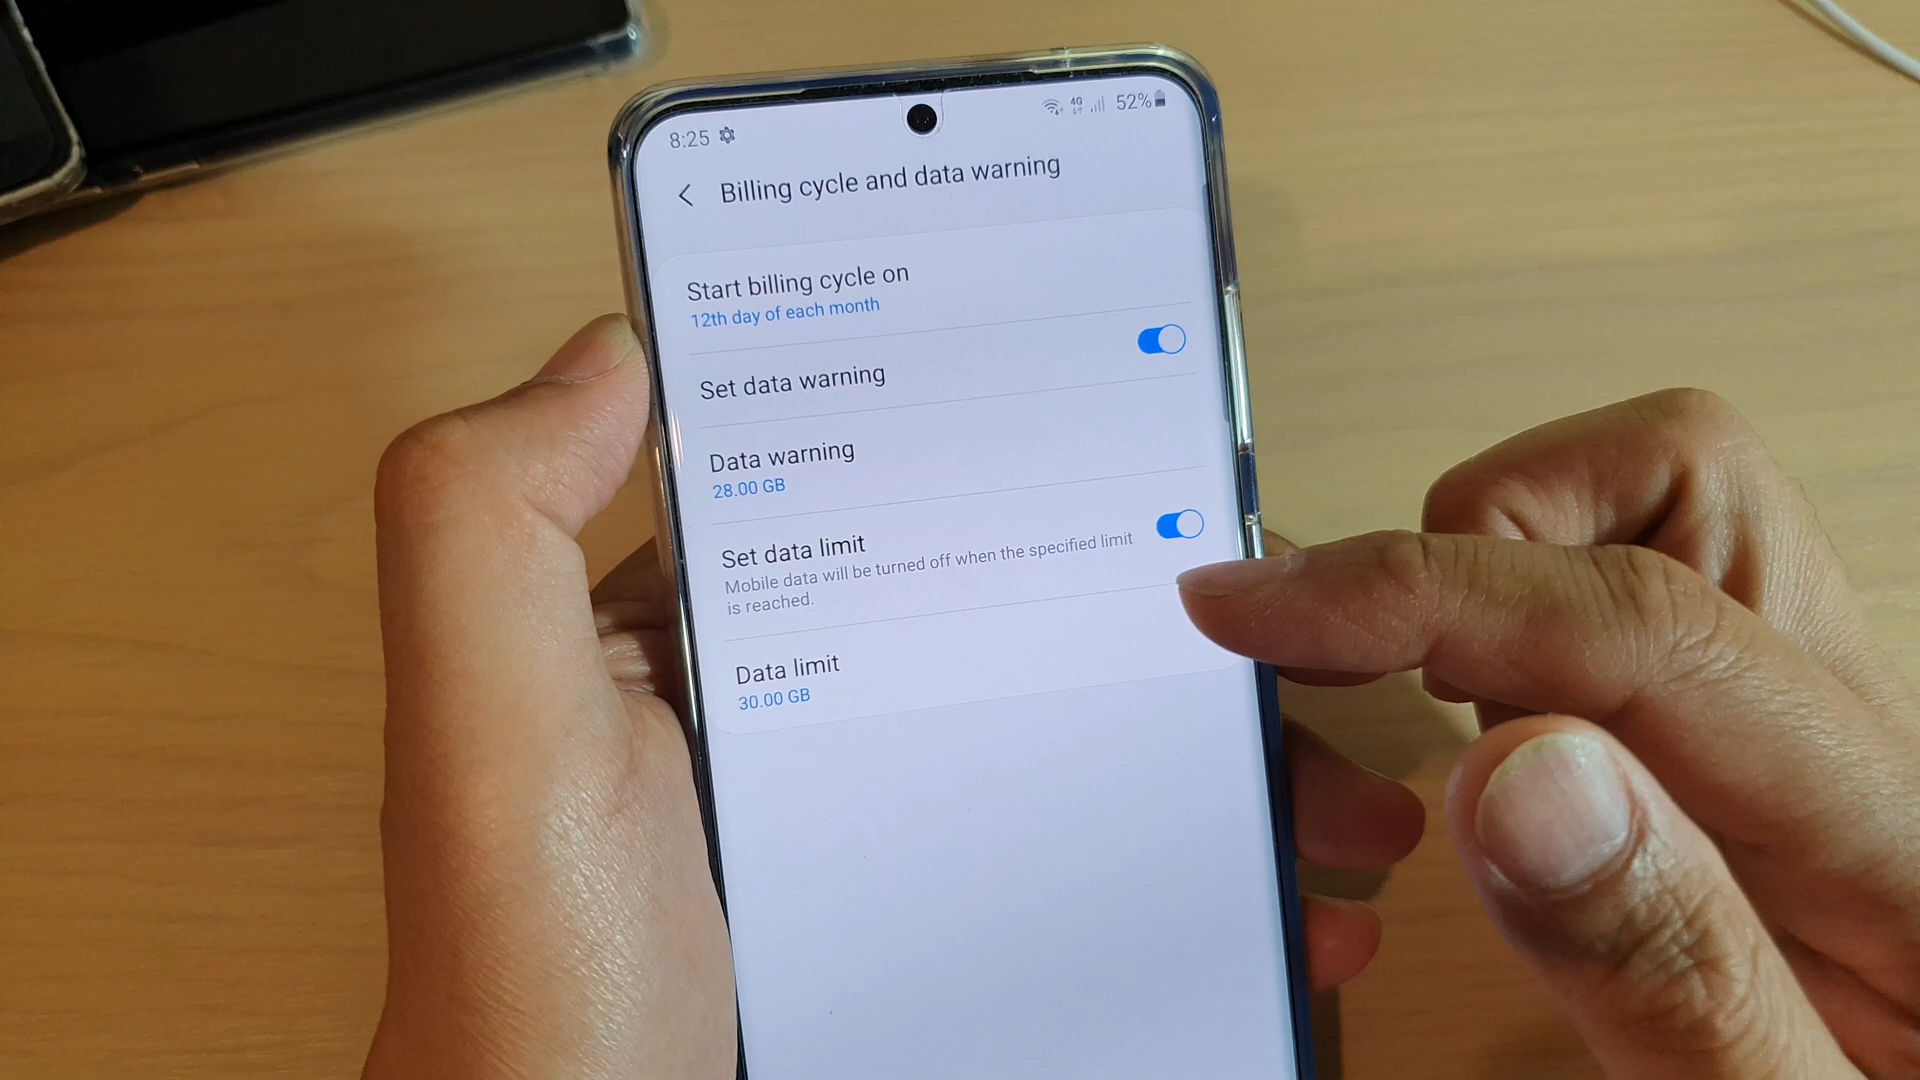 8:25
4G
52%
Billing cycle and data warning
Start billing cycle on
12th day of each month
Set data warning
Data warning
28.00 GB
Set data limit
Mobile data will be turned off when the specified limit
is reached.
Data limit
30.00 GB